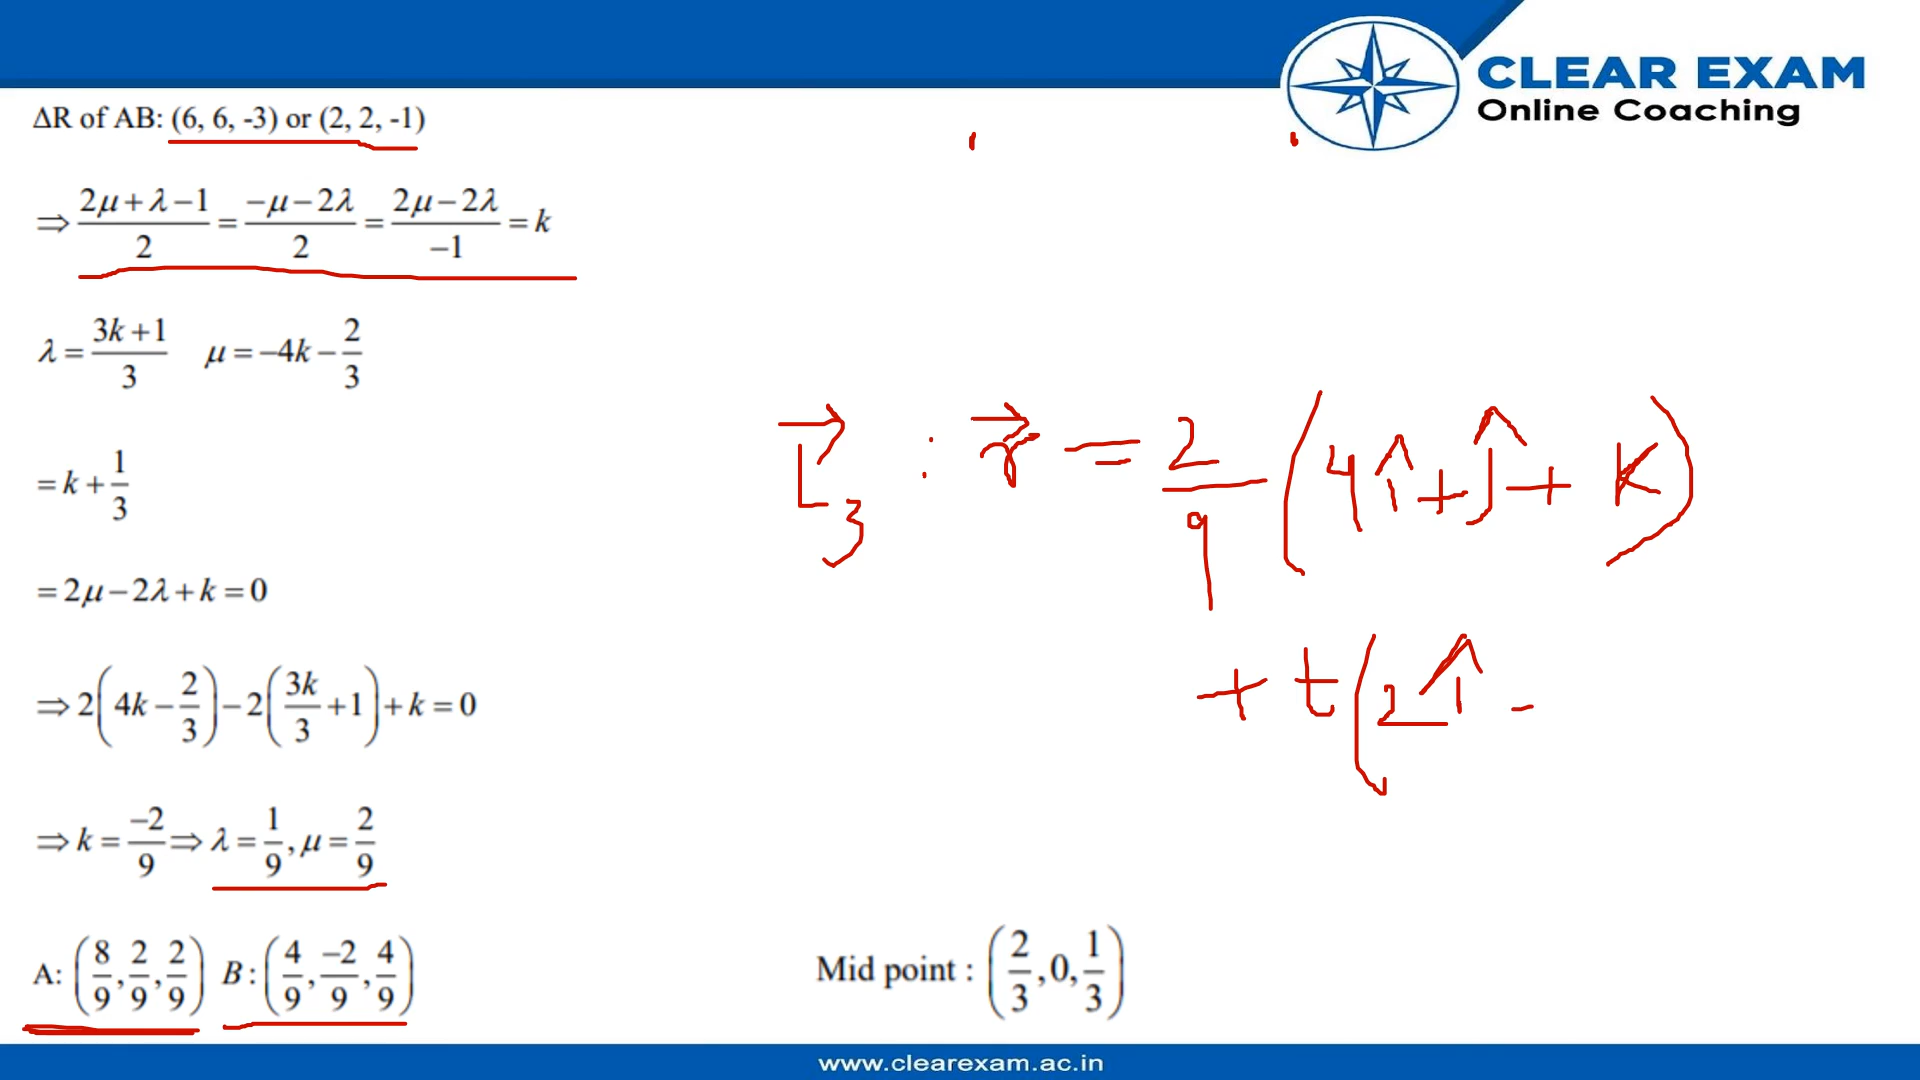 CLEAR EXAM
Online Coaching
ΔR of AB: (6, 6, -3) or (2, 2, -1)
⇒ (2μ+λ−1)/2 = (−μ−2λ)/2 = (2μ−2λ)/−1 = k
λ = (3k+1)/3 μ = −4k − 2/3
= k + 1/3
= 2μ − 2λ + k = 0
⇒ 2(4k − 2/3) − 2(3k/3 + 1) + k = 0
⇒ k = −2/9 ⇒ λ = 1/9, μ = 2/9
A: (8/9, 2/9, 2/9) B: (4/9, −2/9, 4/9)
L⃗₃ : r⃗ = 2/9 (4î + ĵ + k)
+ t(2î -
Mid point : (2/3, 0, 1/3)
www.clearexam.ac.in